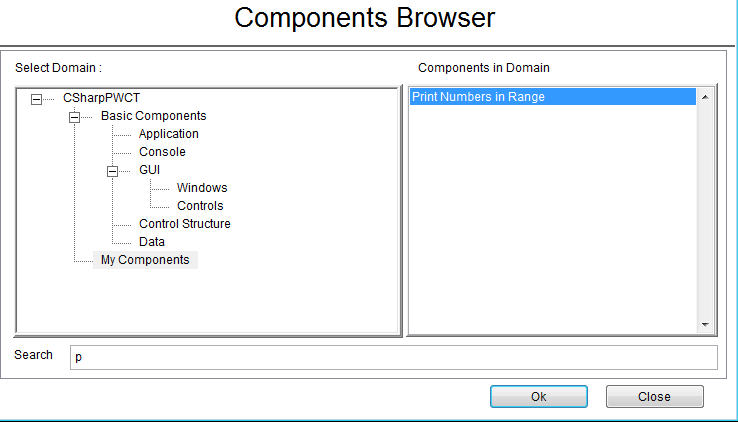 Components Browser
Select Domain :
Components in Domain
CSharpPWCT
Basic Components
Application
Console
GUI
Windows
Controls
Control Structure
Data
My Components
Print Numbers in Range
Search
p
Ok
Close